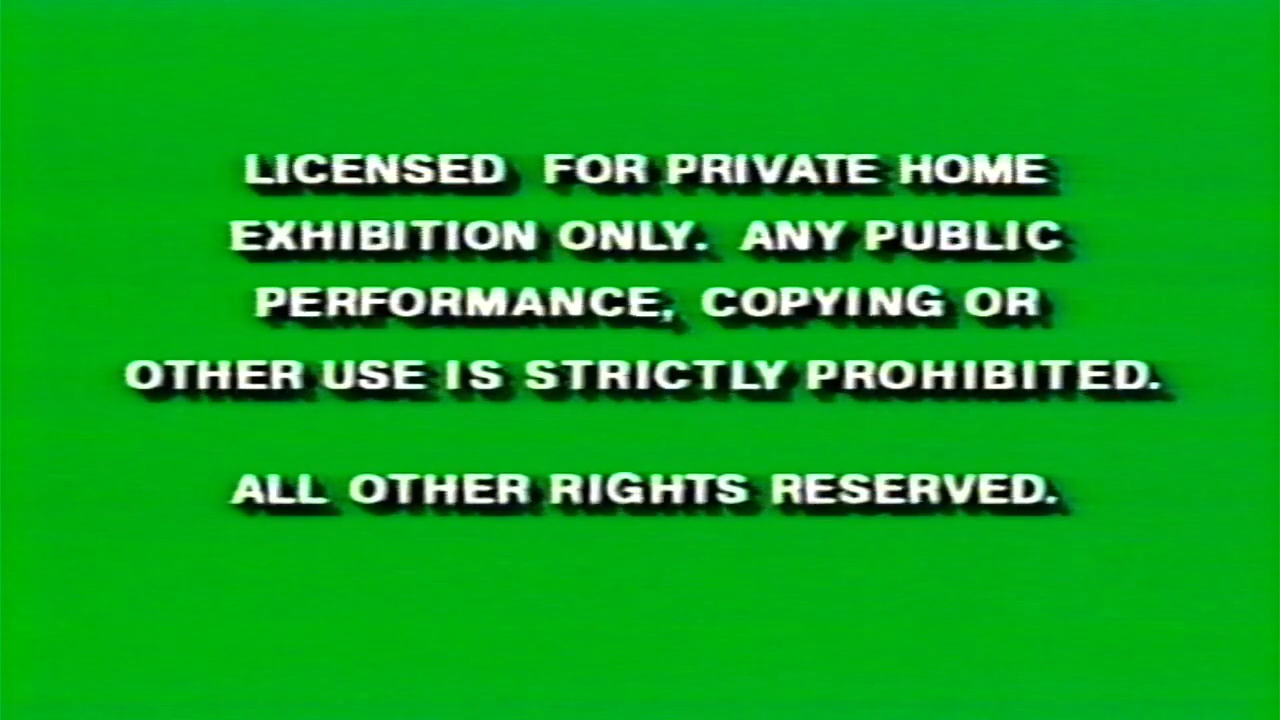 LICENSED FOR PRIVATE HOME
EXHIBITION ONLY. ANY PUBLIC
PERFORMANCE, COPYING OR
OTHER USE IS STRICTLY PROHIBITED.
ALL OTHER RIGHTS RESERVED.